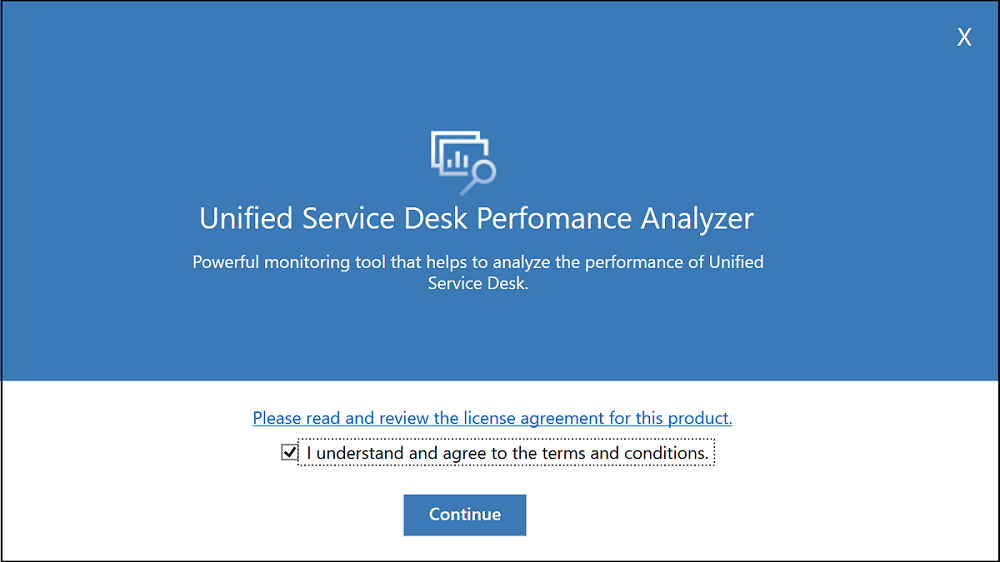 X
Unified Service Desk Perfomance Analyzer
Powerful monitoring tool that helps to analyze the performance of Unified
Service Desk.
Please read and review the license agreement for this product.
I understand and agree to the terms and conditions.
Continue